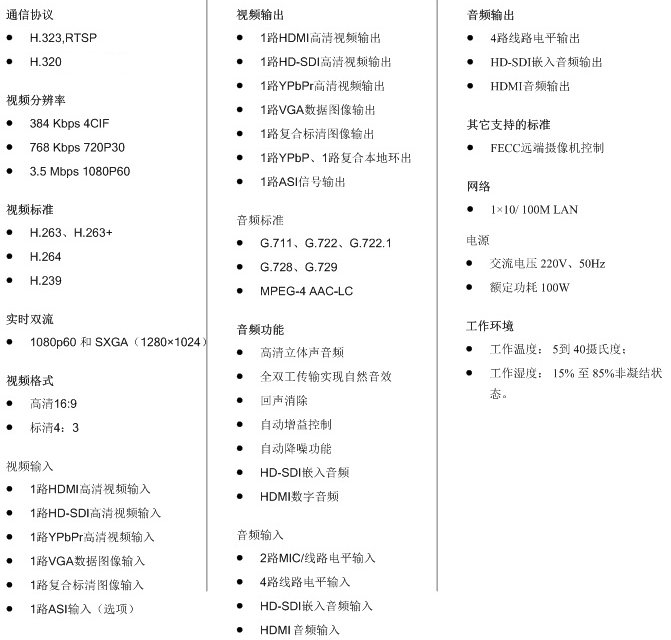 通信协议
● H.323,RTSP
● H.320
视频分辨率
● 384 Kbps 4CIF
● 768 Kbps 720P30
● 3.5 Mbps 1080P60
视频标准
● H.263、H.263+
● H.264
● H.239
实时双流
● 1080p60 和 SXGA（1280×1024）
视频格式
● 高清16:9
● 标清4：3
视频输入
● 1路HDMI高清视频输入
● 1路HD-SDI高清视频输入
● 1路YPbPr高清视频输入
● 1路VGA数据图像输入
● 1路复合标清图像输入
● 1路ASI输入（选项）
视频输出
● 1路HDMI高清视频输出
● 1路HD-SDI高清视频输出
● 1路YPbPr高清视频输出
● 1路VGA数据图像输出
● 1路复合标清图像输出
● 1路YPbP、1路复合本地环出
● 1路ASI信号输出
音频标准
● G.711、G.722、G.722.1
● G.728、G.729
● MPEG-4 AAC-LC
音频功能
● 高清立体声音频
● 全双工传输实现自然音效
● 回声消除
● 自动增益控制
● 自动降噪功能
● HD-SDI嵌入音频
● HDMI数字音频
音频输入
● 2路MIC/线路电平输入
● 4路线路电平输入
● HD-SDI嵌入音频输入
● HDMI 音频输入
音频输出
● 4路线路电平输出
● HD-SDI嵌入音频输出
● HDMI音频输出
其它支持的标准
● FECC远端摄像机控制
网络
● 1×10/ 100M LAN
电源
● 交流电压 220V、50Hz
● 额定功耗 100W
工作环境
● 工作温度： 5到 40摄氏度；
● 工作湿度： 15% 至 85%非凝结状
态。